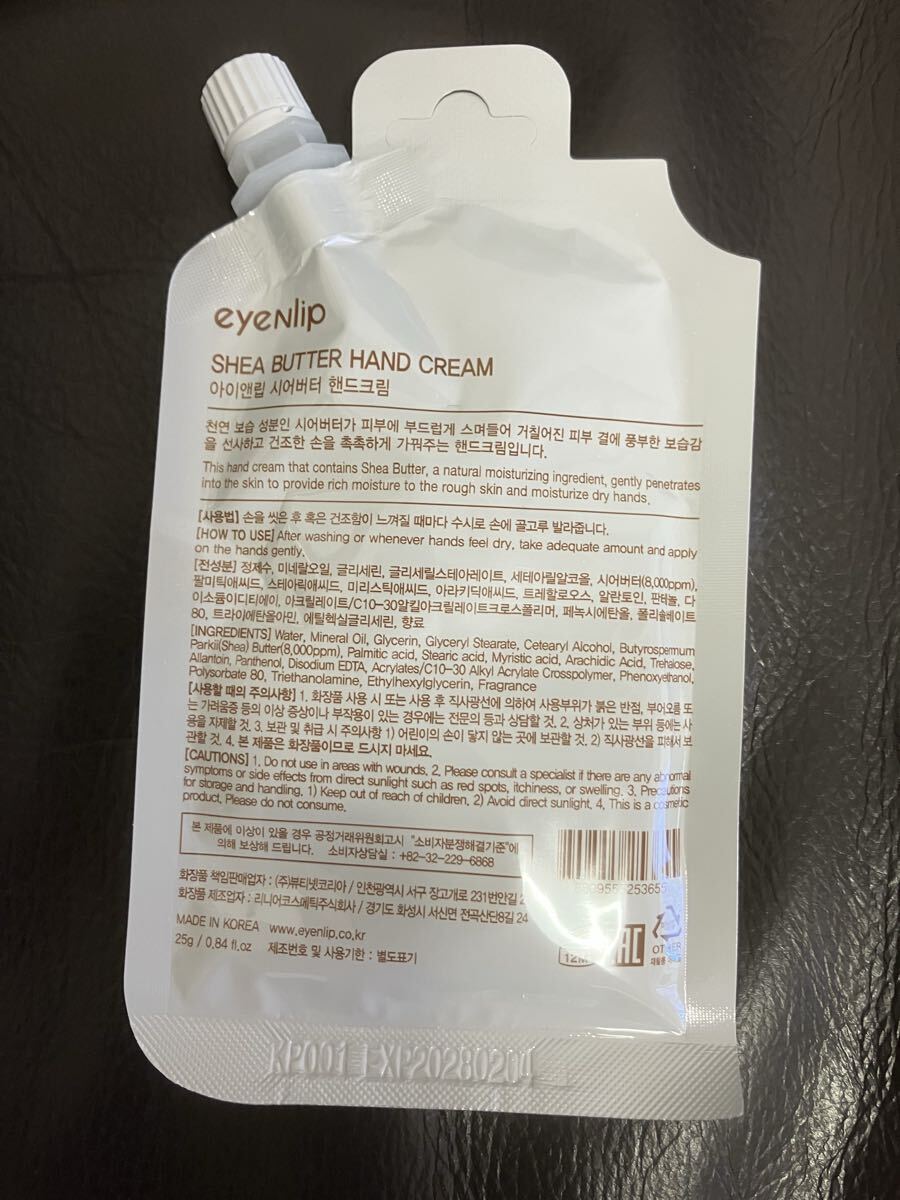 eyeNlip
SHEA BUTTER HAND CREAM
아이앤립 시어버터 핸드크림
천연 보습 성분인 시어버터가 피부에 부드럽게 스며들어 거칠어진 피부 결에 풍부한 보습감
을 선사하고 건조한 손을 촉촉하게 가꿔주는 핸드크림입니다.
This hand cream that contains Shea Butter, a natural moisturizing ingredient, gently penetrates
into the skin to provide rich moisture to the rough skin and moisturize dry hands.
[사용법] 손을 씻은 후 혹은 건조함이 느껴질 때마다 수시로 손에 골고루 발라줍니다.
[HOW TO USE] After washing or whenever hands feel dry, take adequate amount and apply
on the hands gently.
[전성분] 정제수, 미네랄오일, 글리세린, 글리세릴스테아레이트, 세테아릴알코올, 시어버터(8,000ppm),
팔미틱애씨드, 스테아릭애씨드, 미리스틱애씨드, 아라키딕애씨드, 트레할로오스, 알란토인, 판테놀, 다
이소듐이디티에이, 아크릴레이트/C10-30알킬아크릴레이트크로스폴리머, 페녹시에탄올, 폴리솔베이트
80, 트라이에탄올아민, 에틸헥실글리세린, 향료
[INGREDIENTS] Water, Mineral Oil, Glycerin, Glyceryl Stearate, Cetearyl Alcohol, Butyrospermum
Parkii(Shea) Butter(8,000ppm), Palmitic acid, Stearic acid, Myristic acid, Arachidic Acid, Trehalose,
Allantoin, Panthenol, Disodium EDTA, Acrylates/C10-30 Alkyl Acrylate Crosspolymer, Phenoxyethanol,
Polysorbate 80, Triethanolamine, Ethylhexylglycerin, Fragrance
[사용할 때의 주의사항] 1. 화장품 사용 시 또는 사용 후 직사광선에 의하여 사용부위가 붉은 반점, 부어오름 또
는 가려움증 등의 이상 증상이나 부작용이 있는 경우에는 전문의 등과 상담할 것. 2. 상처가 있는 부위 등에는 사
용을 자제할 것. 3. 보관 및 취급 시 주의사항 1) 어린이의 손이 닿지 않는 곳에 보관할 것. 2) 직사광선을 피해서 보
관할 것. 4. 본 제품은 화장품이므로 드시지 마세요.
[CAUTIONS] 1. Do not use in areas with wounds. 2. Please consult a specialist if there are any abnormal
symptoms or side effects from direct sunlight such as red spots, itchiness, or swelling. 3. Precautions
for storage and handling. 1) Keep out of reach of children. 2) Avoid direct sunlight. 4. This is a cosmetic
product. Please do not consume.
본 제품에 이상이 있을 경우 공정거래위원회고시 "소비자분쟁해결기준"에
의해 보상해 드립니다. 소비자상담실 : +82-32-229-6868
화장품 책임판매업자 : (주)뷰티넷코리아 / 인천광역시 서구 장고개로 231번안길 2
화장품 제조업자 : 리니어코스메틱주식회사 / 경기도 화성시 서신면 전곡산단8길 24
MADE IN KOREA www.eyenlip.co.kr
25g / 0.84 fl.oz 제조번호 및 사용기한 : 별도표기
12M
EAC
OTHER
KP001 EXP20280204